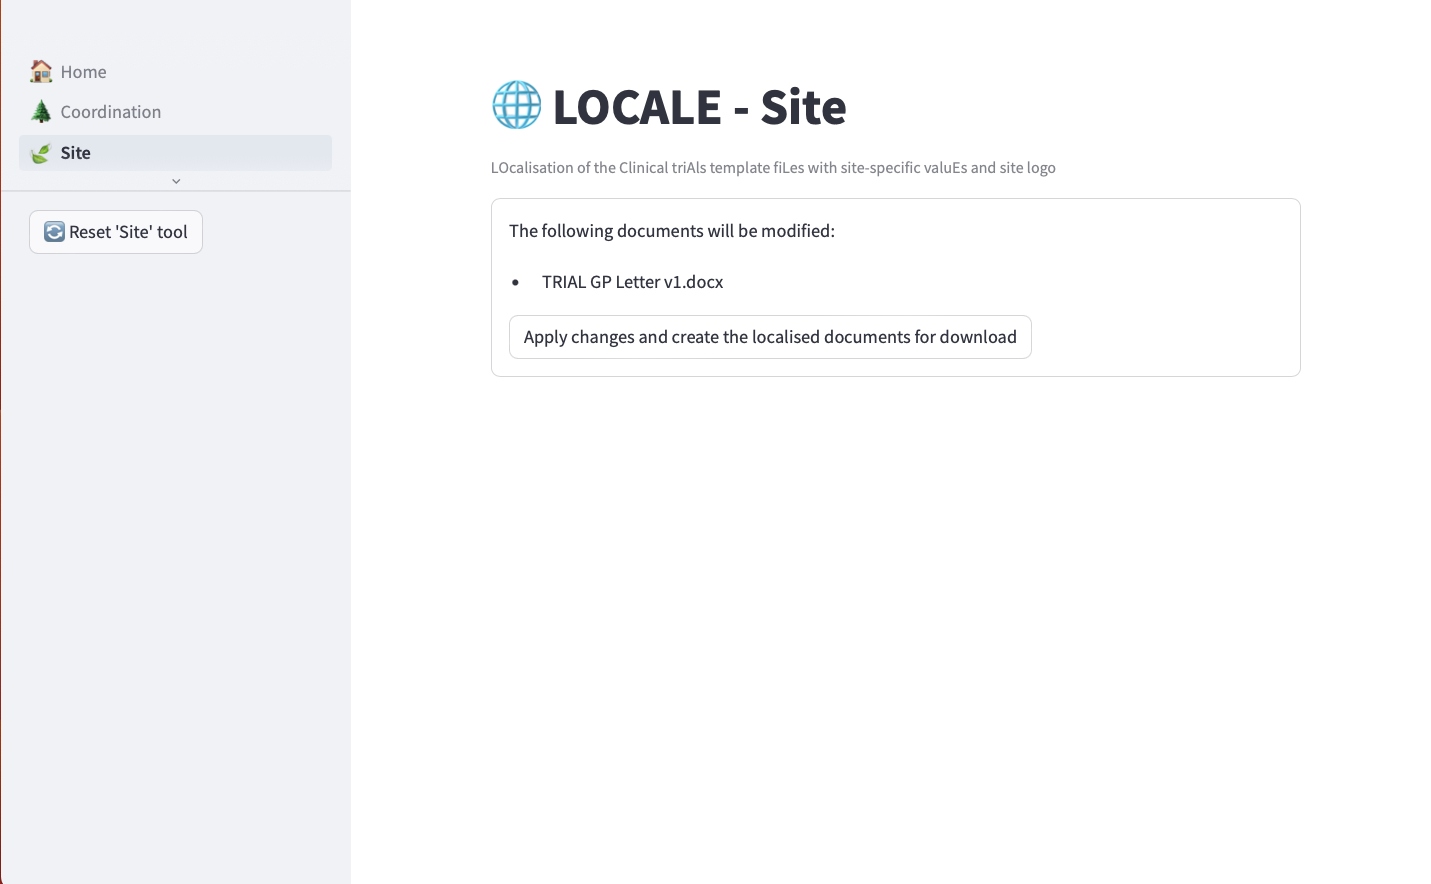 Home
Coordination
Site
Reset 'Site' tool
LOCALE - Site
LOcalisation of the Clinical triAls template fiLes with site-specific valuEs and site logo
The following documents will be modified:
• TRIAL GP Letter v1.docx
Apply changes and create the localised documents for download